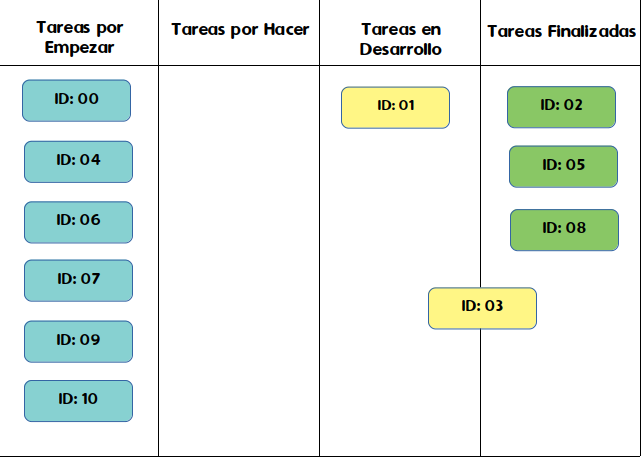 Tareas por
Empezar
Tareas por Hacer
Tareas en
Desarrollo
Tareas Finalizadas
ID: 00
ID: 04
ID: 06
ID: 07
ID: 09
ID: 10
ID: 01
ID: 03
ID: 02
ID: 05
ID: 08